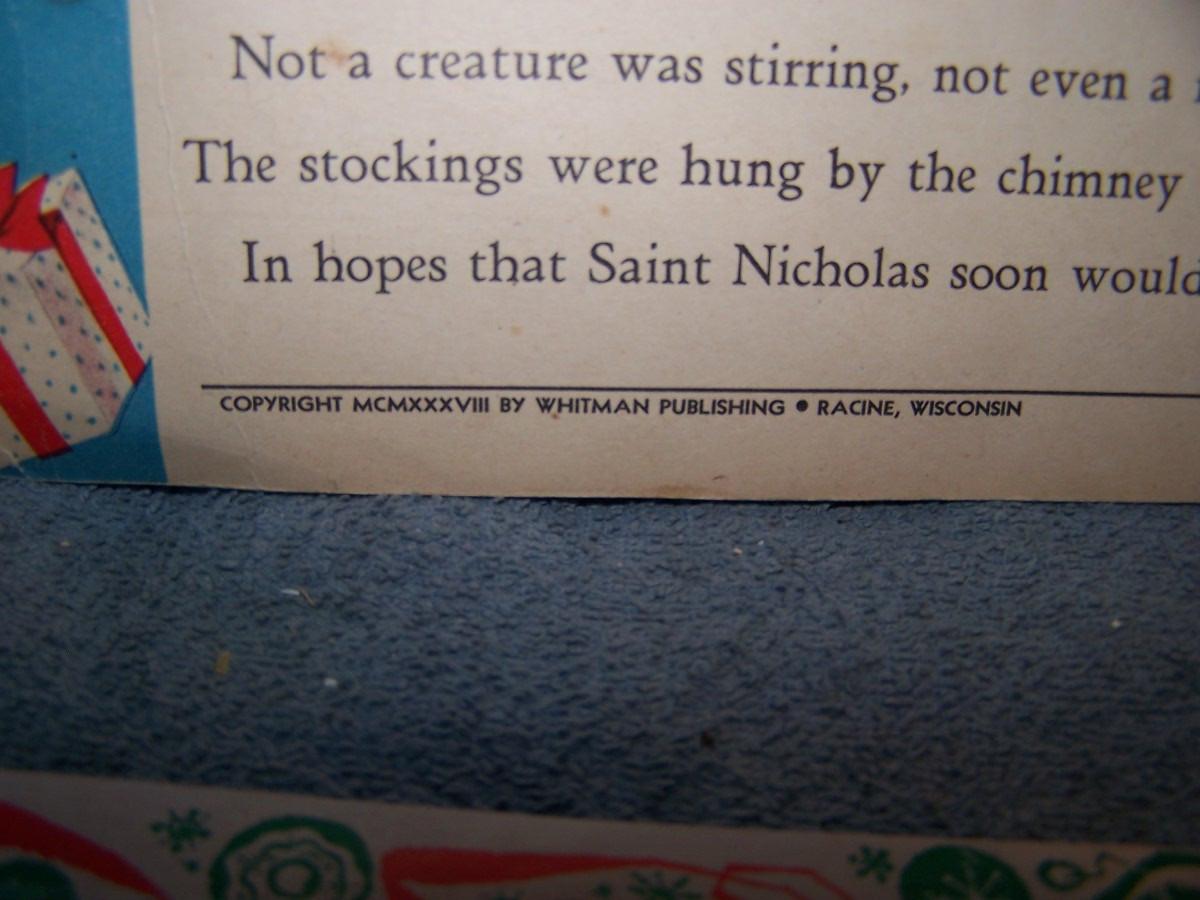 Not a creature was stirring, not even a
The stockings were hung by the chimney
In hopes that Saint Nicholas soon would
COPYRIGHT MCMXXXVIII BY WHITMAN PUBLISHING ● RACINE, WISCONSIN